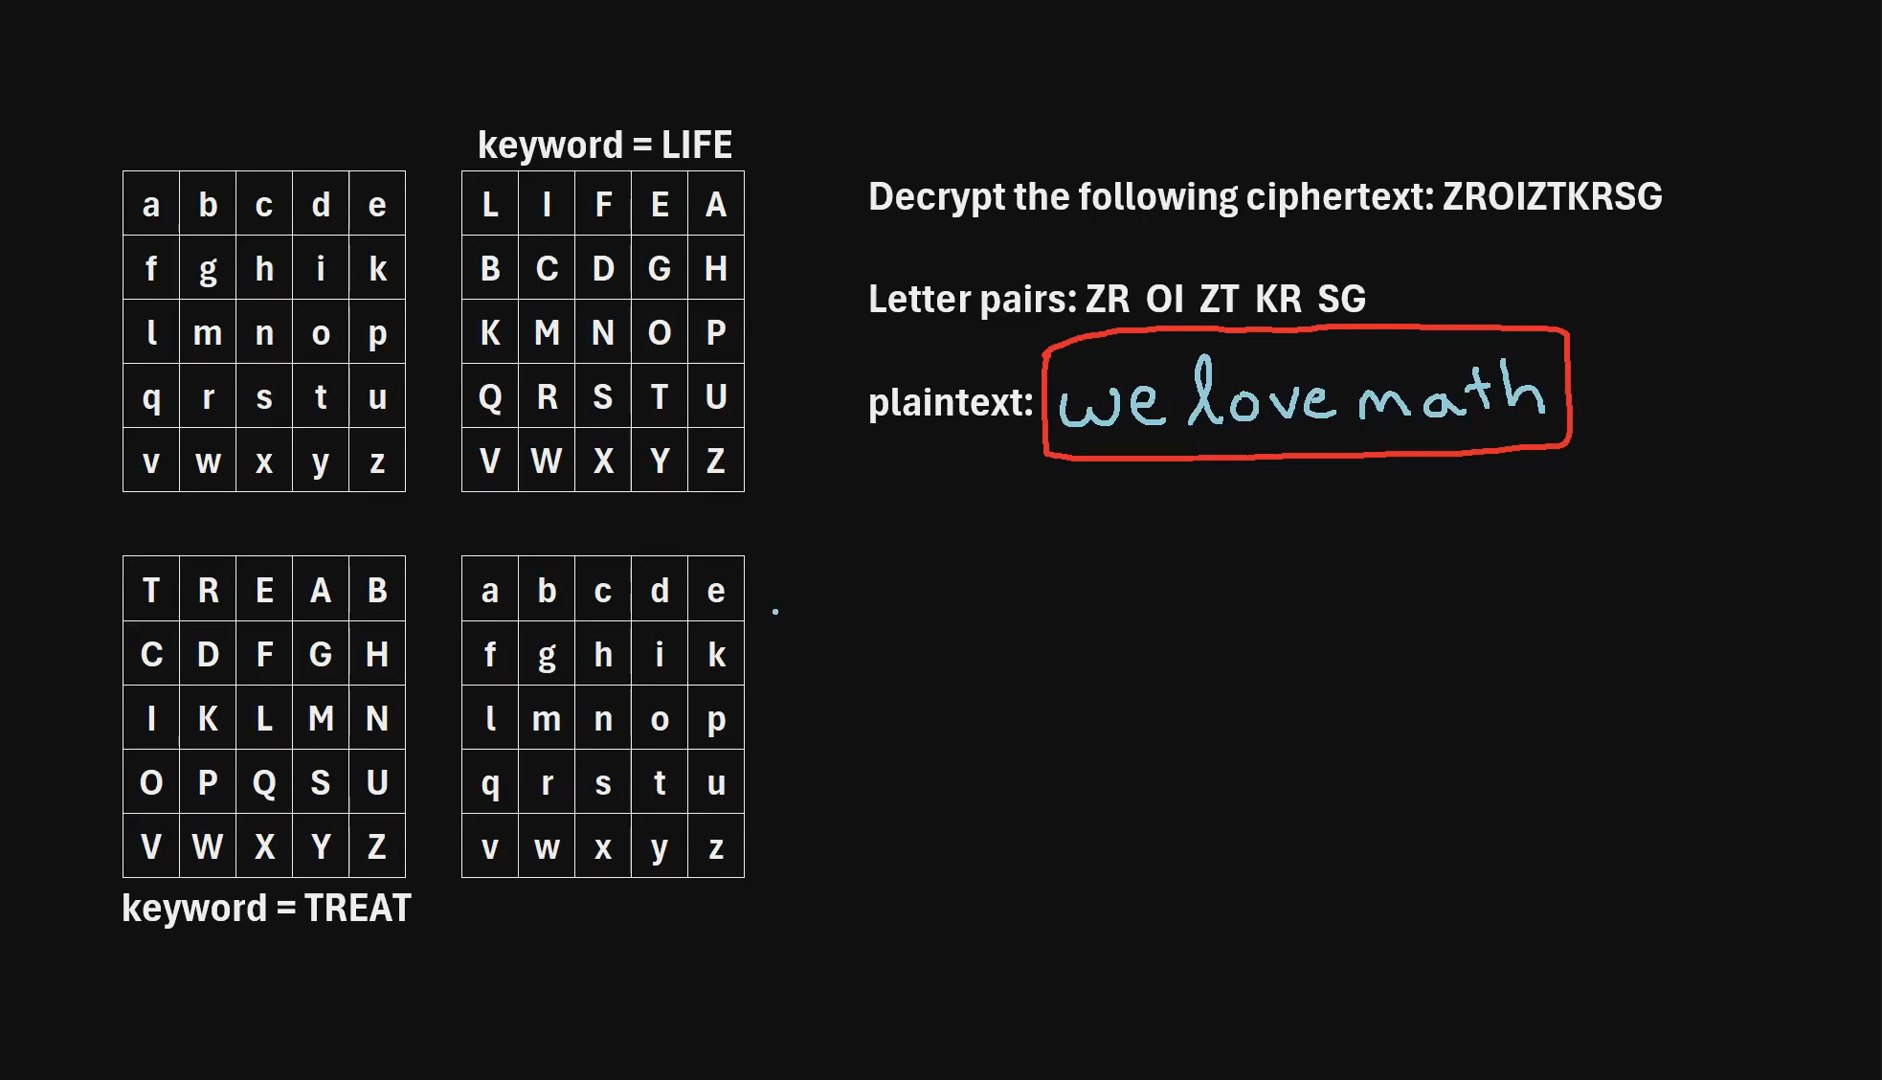 keyword = LIFE
a b c d e
f g h i k
l m n o p
q r s t u
v w x y z
L I F E A
B C D G H
K M N O P
Q R S T U
V W X Y Z
T R E A B
C D F G H
I K L M N
O P Q S U
V W X Y Z
keyword = TREAT
a b c d e
f g h i k
l m n o p
q r s t u
v w x y z
Decrypt the following ciphertext: ZROIZTKRSG
Letter pairs: ZR OI ZT KR SG
plaintext: we love math